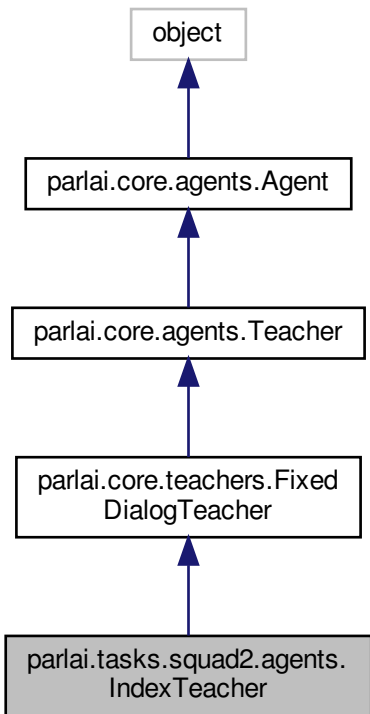 object
parlai.core.agents.Agent
parlai.core.agents.Teacher
parlai.core.teachers.Fixed
DialogTeacher
parlai.tasks.squad2.agents.
IndexTeacher